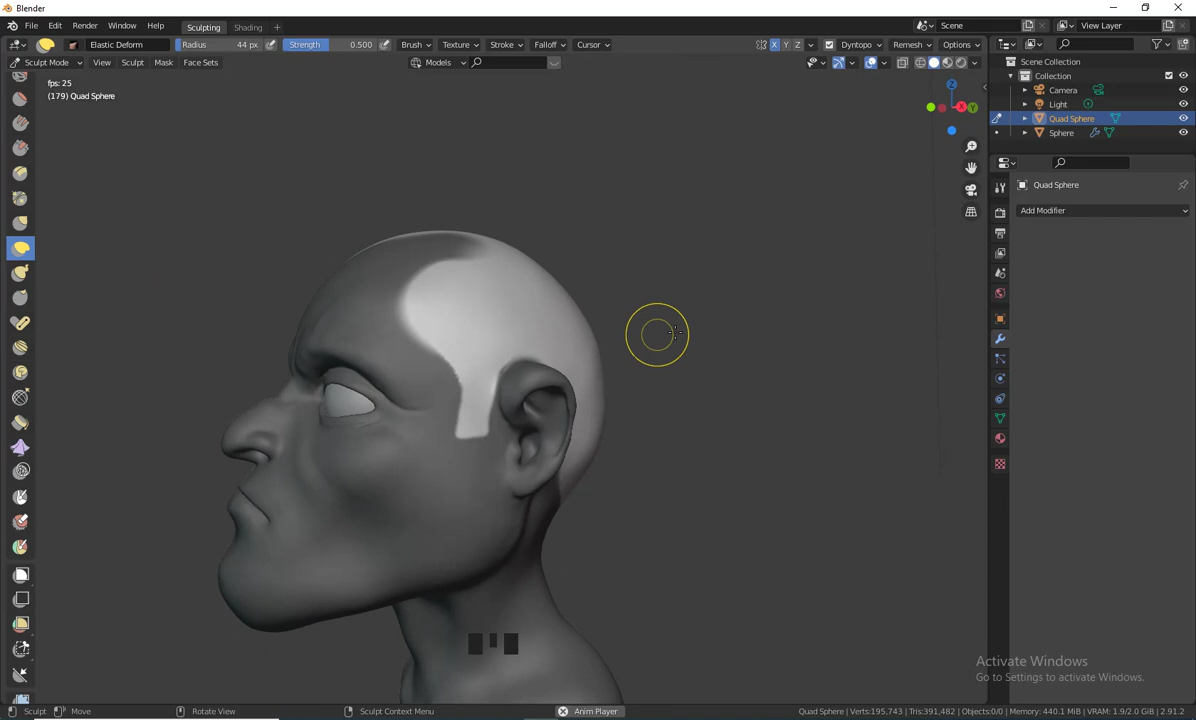 Blender
File Edit Render Window Help Sculpting Shading + Scene View Layer
Elastic Deform Radius 44 px Strength 0.500 Brush Texture Stroke Falloff Cursor X Y Z Dyntopo Remesh Options
Sculpt Mode View Sculpt Mask Face Sets Models
fps: 25
(179) Quad Sphere
Z
X Y
Scene Collection
Collection
Camera
Light
Quad Sphere
Sphere
Quad Sphere
Add Modifier
Activate Windows
Go to Settings to activate Windows.
Sculpt Move Rotate View Sculpt Context Menu Anim Player Quad Sphere | Verts:195,743 | Tris:391,482 | Objects:0/0 | Memory: 440.1 MiB | VRAM: 1.9/2.0 GiB | 2.91.2